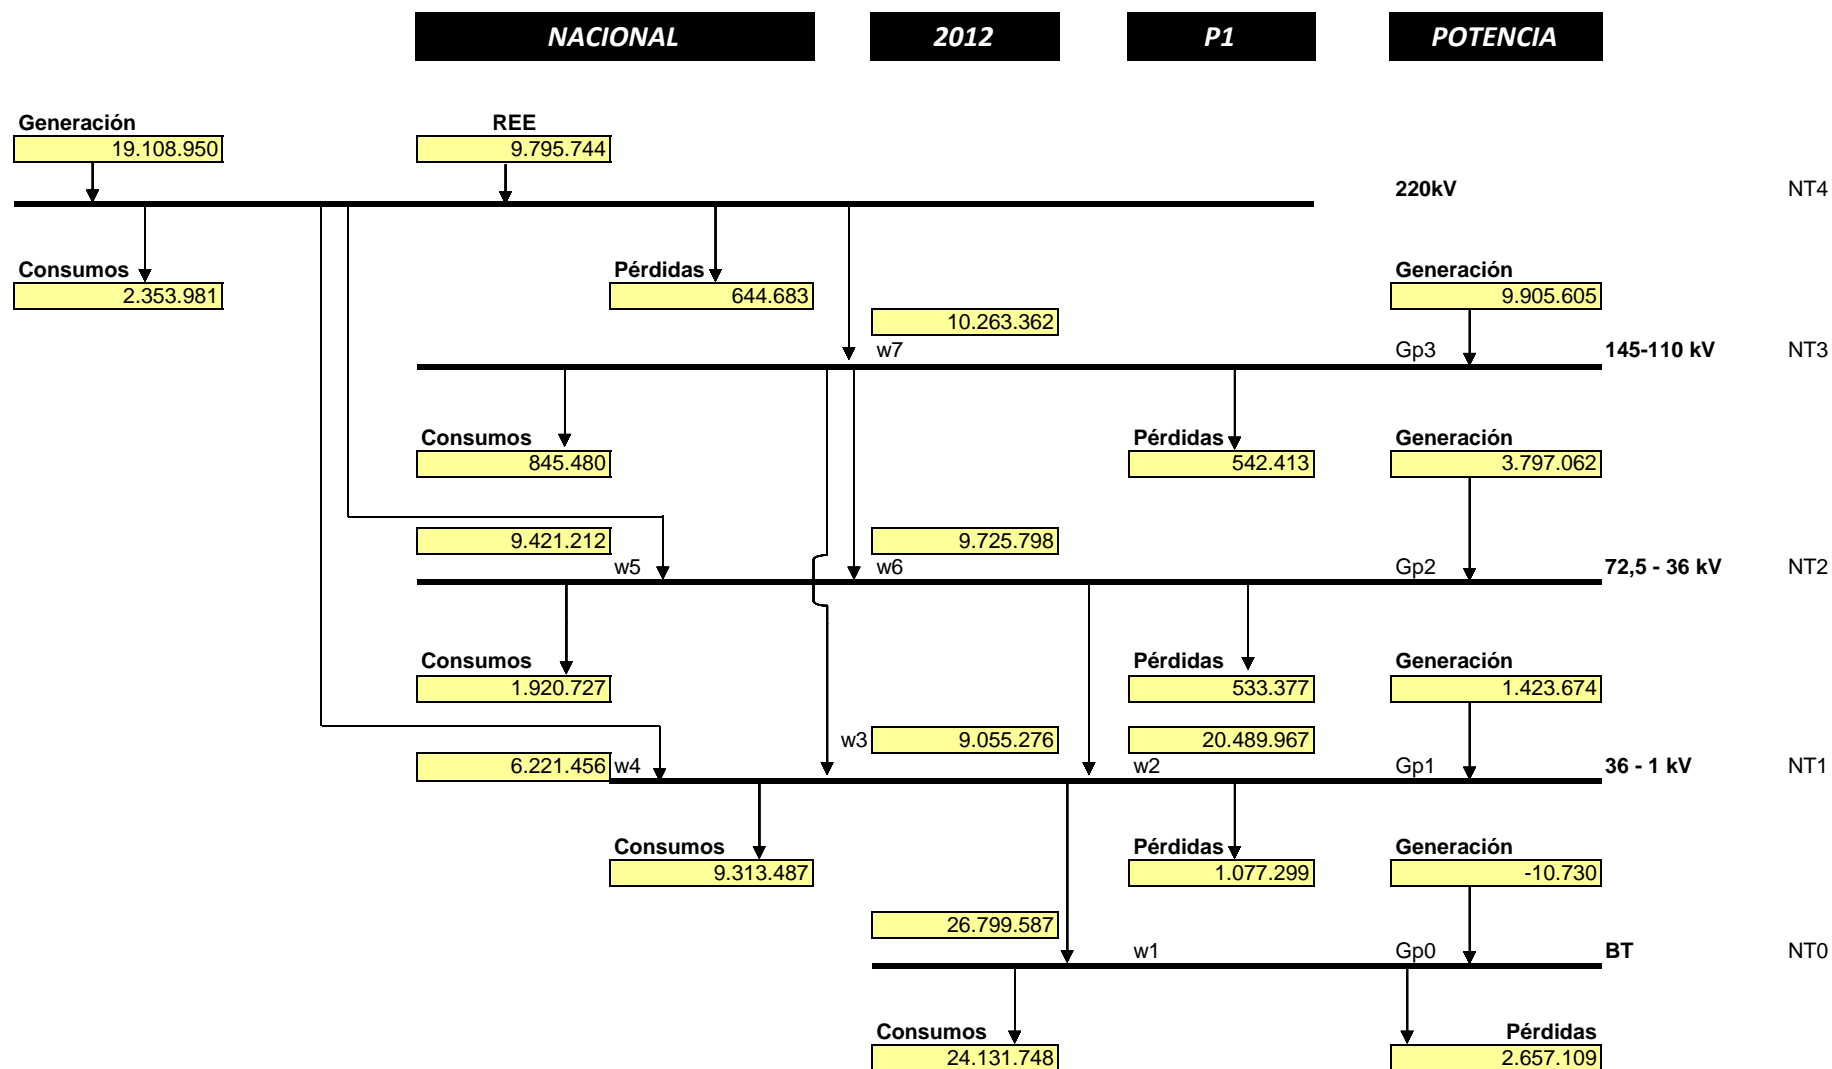 NACIONAL 2012 P1 POTENCIA
Generación REE
19.108.950 9.795.744
220kV NT4
Consumos Pérdidas Generación
2.353.981 644.683 9.905.605
10.263.362
w7 Gp3 145-110 kV NT3
Consumos Pérdidas Generación
845.480 542.413 3.797.062
9.421.212 9.725.798
w5 w6 Gp2 72,5 - 36 kV NT2
Consumos Pérdidas Generación
1.920.727 533.377 1.423.674
w3 9.055.276 20.489.967
6.221.456 w4 w2 Gp1 36 - 1 kV NT1
Consumos Pérdidas Generación
9.313.487 1.077.299 -10.730
26.799.587
w1 Gp0 BT NT0
Consumos Pérdidas
24.131.748 2.657.109